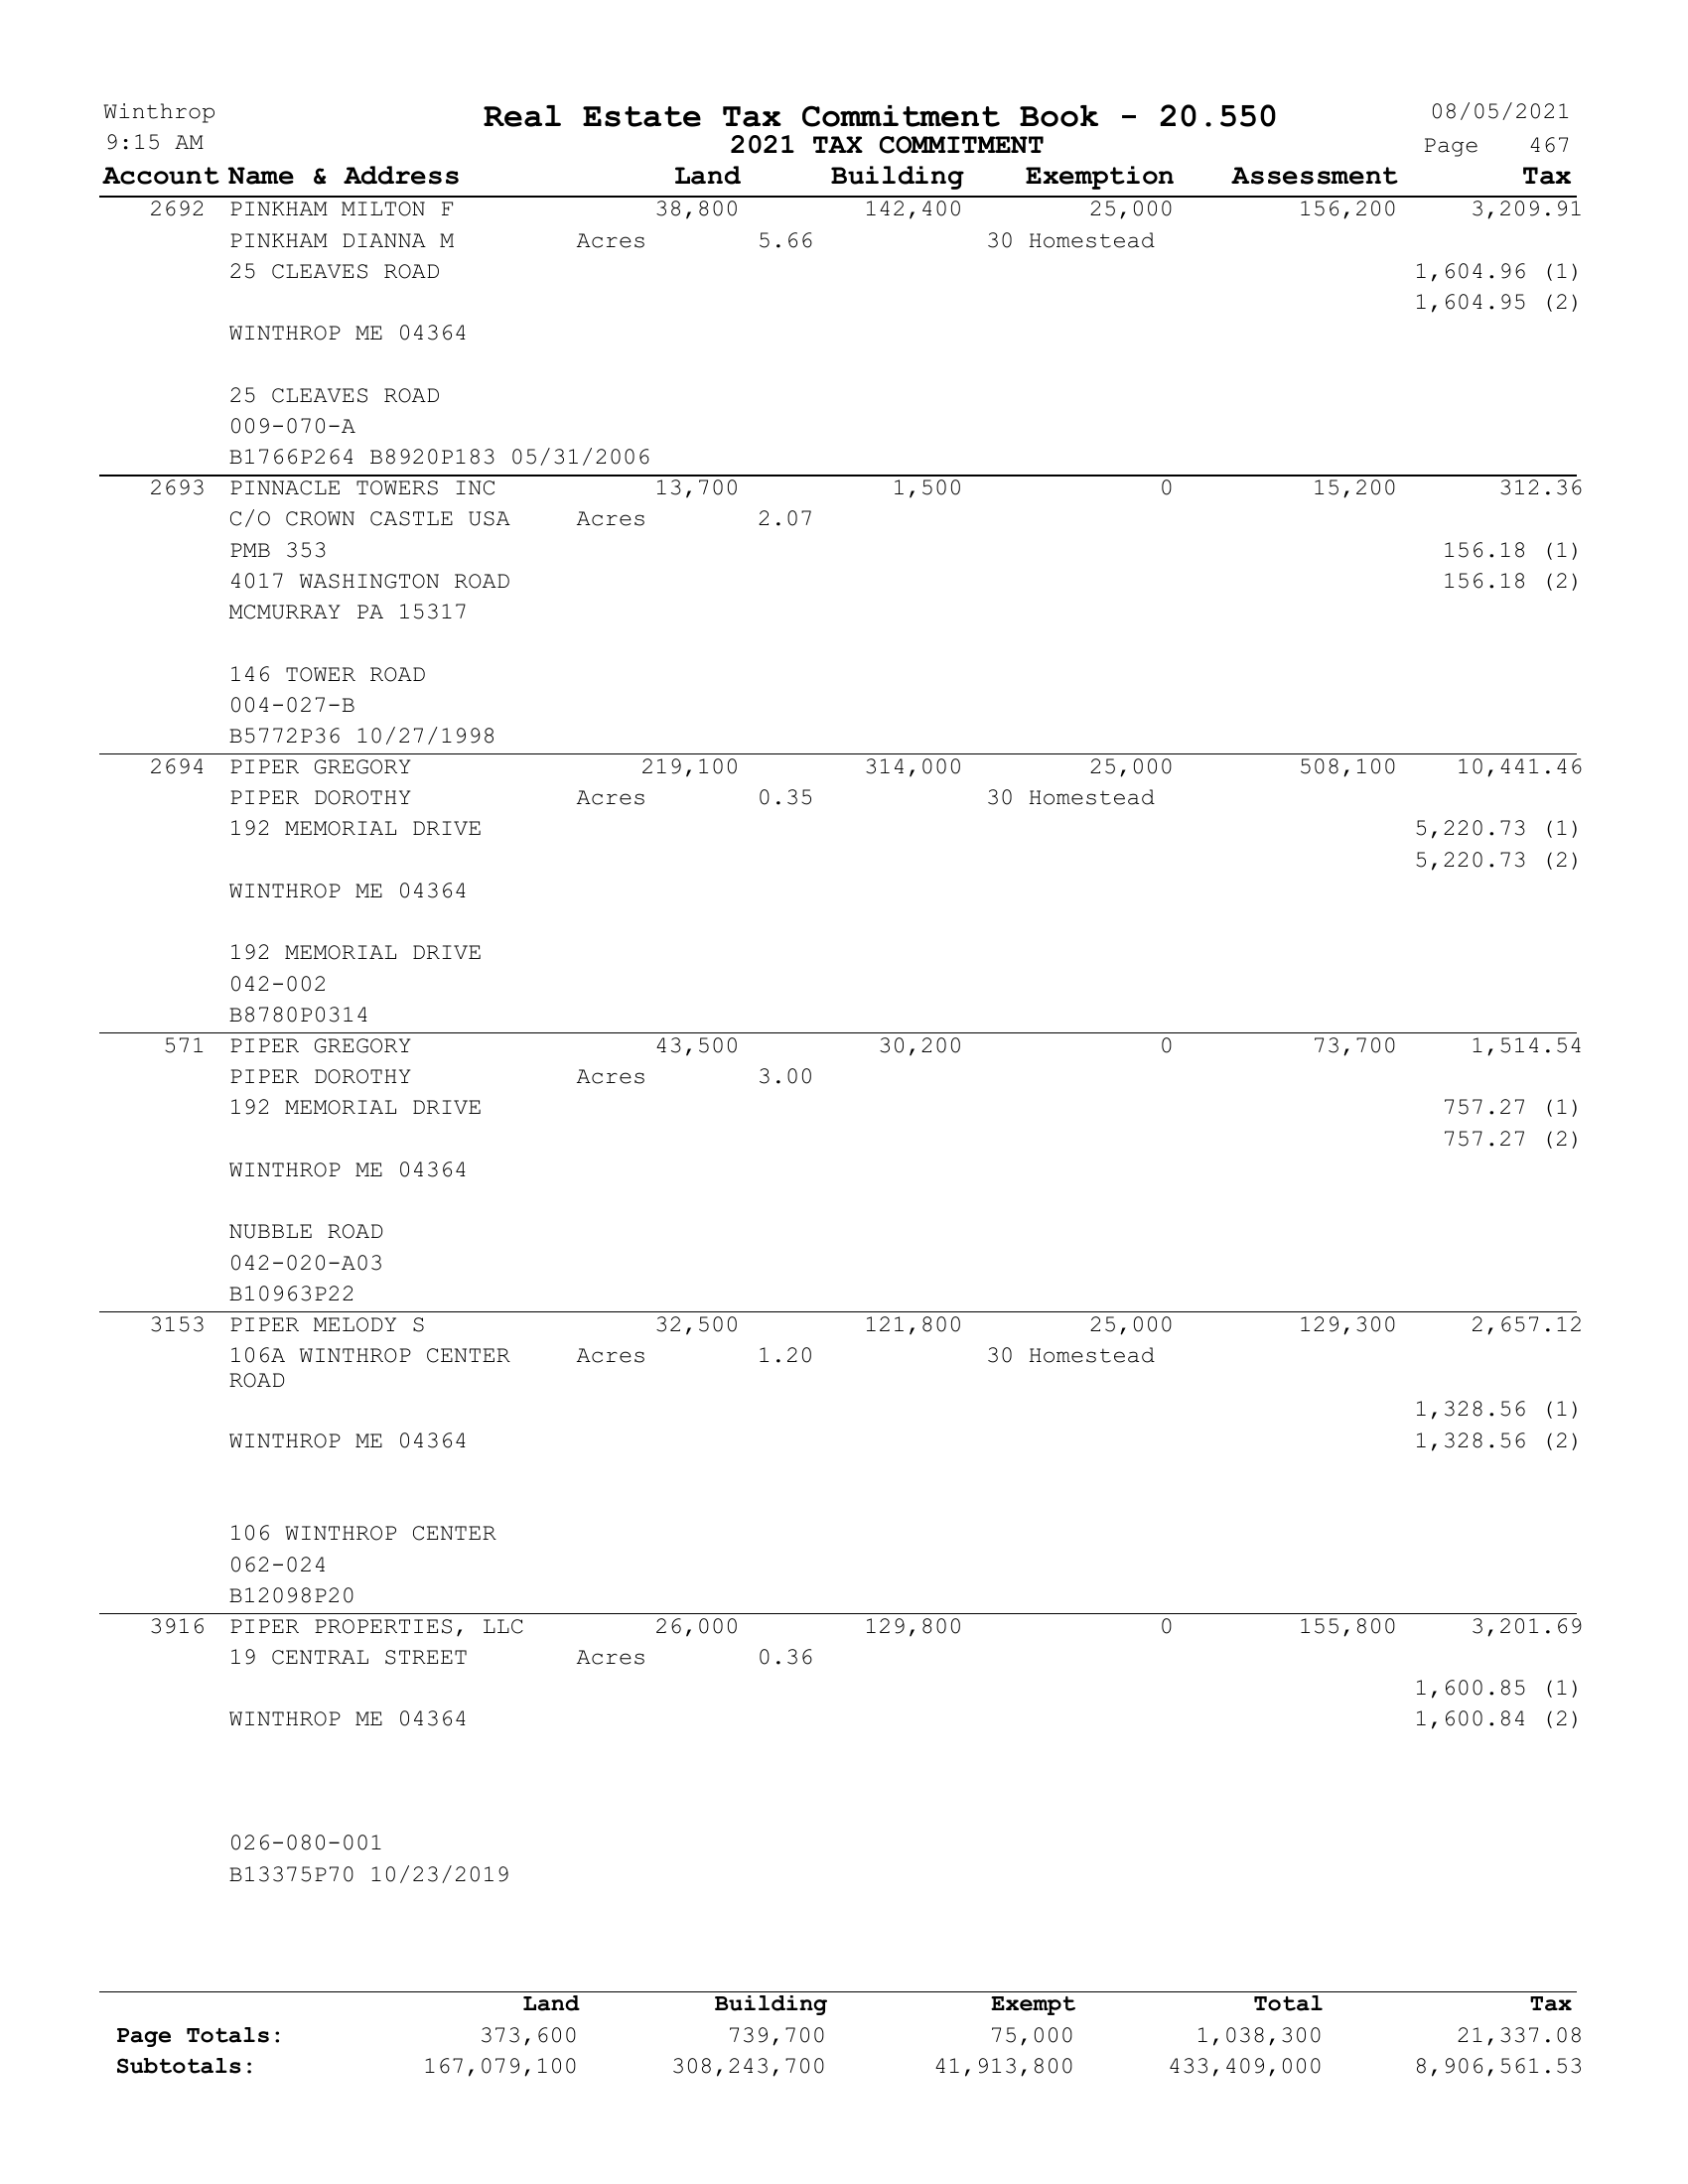 Winthrop Real Estate Tax Commitment Book - 20.550 08/05/2021
9:15 AM 2021 TAX COMMITMENT Page 467
Account Name & Address Land Building Exemption Assessment Tax
2692 PINKHAM MILTON F 38,800 142,400 25,000 156,200 3,209.91
PINKHAM DIANNA M Acres 5.66 30 Homestead
25 CLEAVES ROAD 1,604.96 (1)
1,604.95 (2)
WINTHROP ME 04364
25 CLEAVES ROAD
009-070-A
B1766P264 B8920P183 05/31/2006
2693 PINNACLE TOWERS INC 13,700 1,500 0 15,200 312.36
C/O CROWN CASTLE USA Acres 2.07
PMB 353 156.18 (1)
4017 WASHINGTON ROAD 156.18 (2)
MCMURRAY PA 15317
146 TOWER ROAD
004-027-B
B5772P36 10/27/1998
2694 PIPER GREGORY 219,100 314,000 25,000 508,100 10,441.46
PIPER DOROTHY Acres 0.35 30 Homestead
192 MEMORIAL DRIVE 5,220.73 (1)
5,220.73 (2)
WINTHROP ME 04364
192 MEMORIAL DRIVE
042-002
B8780P0314
571 PIPER GREGORY 43,500 30,200 0 73,700 1,514.54
PIPER DOROTHY Acres 3.00
192 MEMORIAL DRIVE 757.27 (1)
757.27 (2)
WINTHROP ME 04364
NUBBLE ROAD
042-020-A03
B10963P22
3153 PIPER MELODY S 32,500 121,800 25,000 129,300 2,657.12
106A WINTHROP CENTER Acres 1.20 30 Homestead
ROAD
1,328.56 (1)
WINTHROP ME 04364 1,328.56 (2)
106 WINTHROP CENTER
062-024
B12098P20
3916 PIPER PROPERTIES, LLC 26,000 129,800 0 155,800 3,201.69
19 CENTRAL STREET Acres 0.36
1,600.85 (1)
WINTHROP ME 04364 1,600.84 (2)
026-080-001
B13375P70 10/23/2019
Land Building Exempt Total Tax
Page Totals: 373,600 739,700 75,000 1,038,300 21,337.08
Subtotals: 167,079,100 308,243,700 41,913,800 433,409,000 8,906,561.53